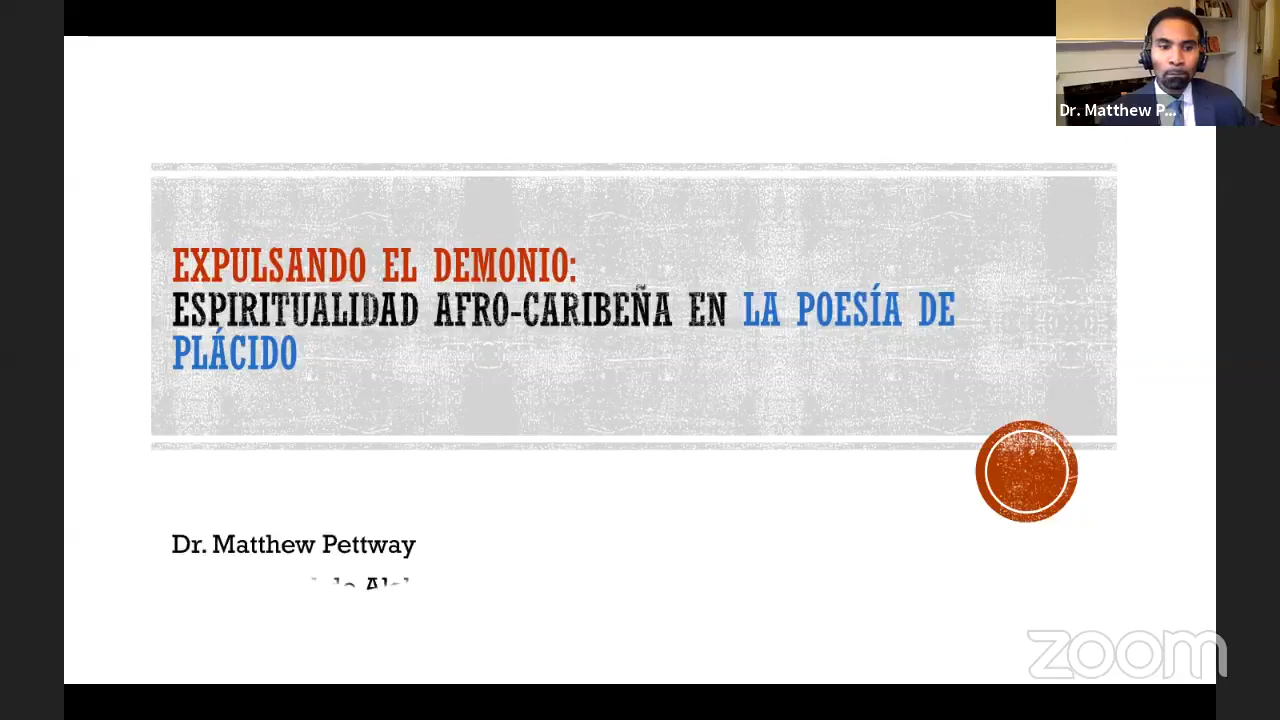 Dr. Matthew P...
EXPULSANDO EL DEMONIO:
ESPIRITUALIDAD AFRO-CARIBEÑA EN LA POESÍA DE
PLÁCIDO
Dr. Matthew Pettway
zoom